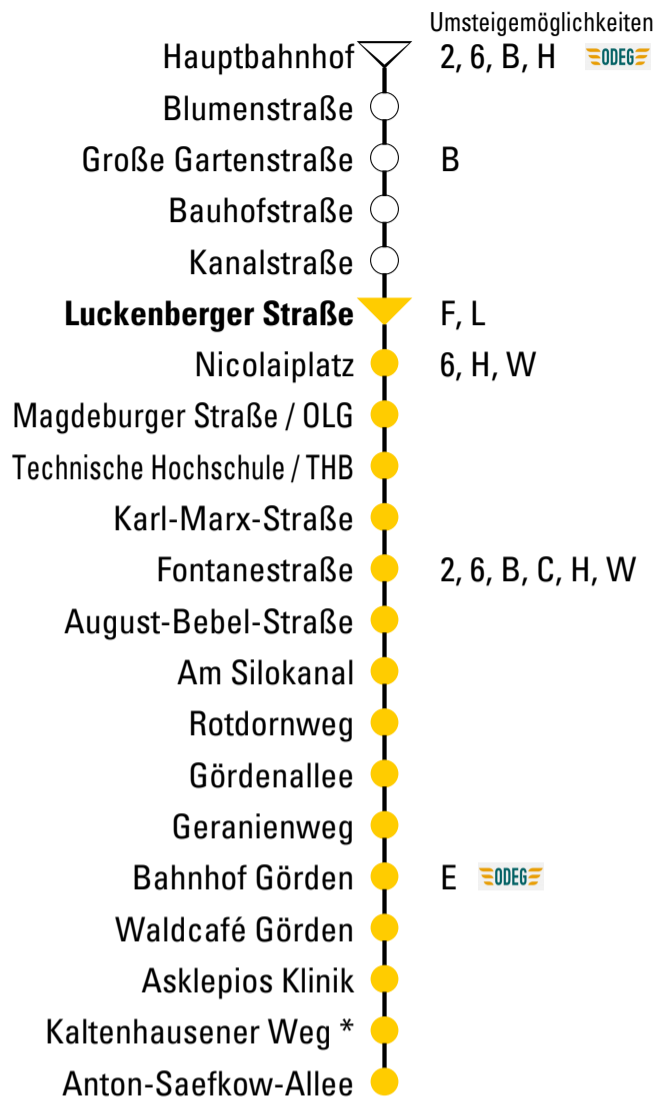 Umsteigemöglichkeiten
Hauptbahnhof 2, 6, B, H ODEG
Blumenstraße
Große Gartenstraße B
Bauhofstraße
Kanalstraße
Luckenberger Straße F, L
Nicolaiplatz 6, H, W
Magdeburger Straße / OLG
Technische Hochschule / THB
Karl-Marx-Straße
Fontanestraße 2, 6, B, C, H, W
August-Bebel-Straße
Am Silokanal
Rotdornweg
Gördenallee
Geranienweg
Bahnhof Görden E ODEG
Waldcafé Görden
Asklepios Klinik
Kaltenhausener Weg *
Anton-Saefkow-Allee